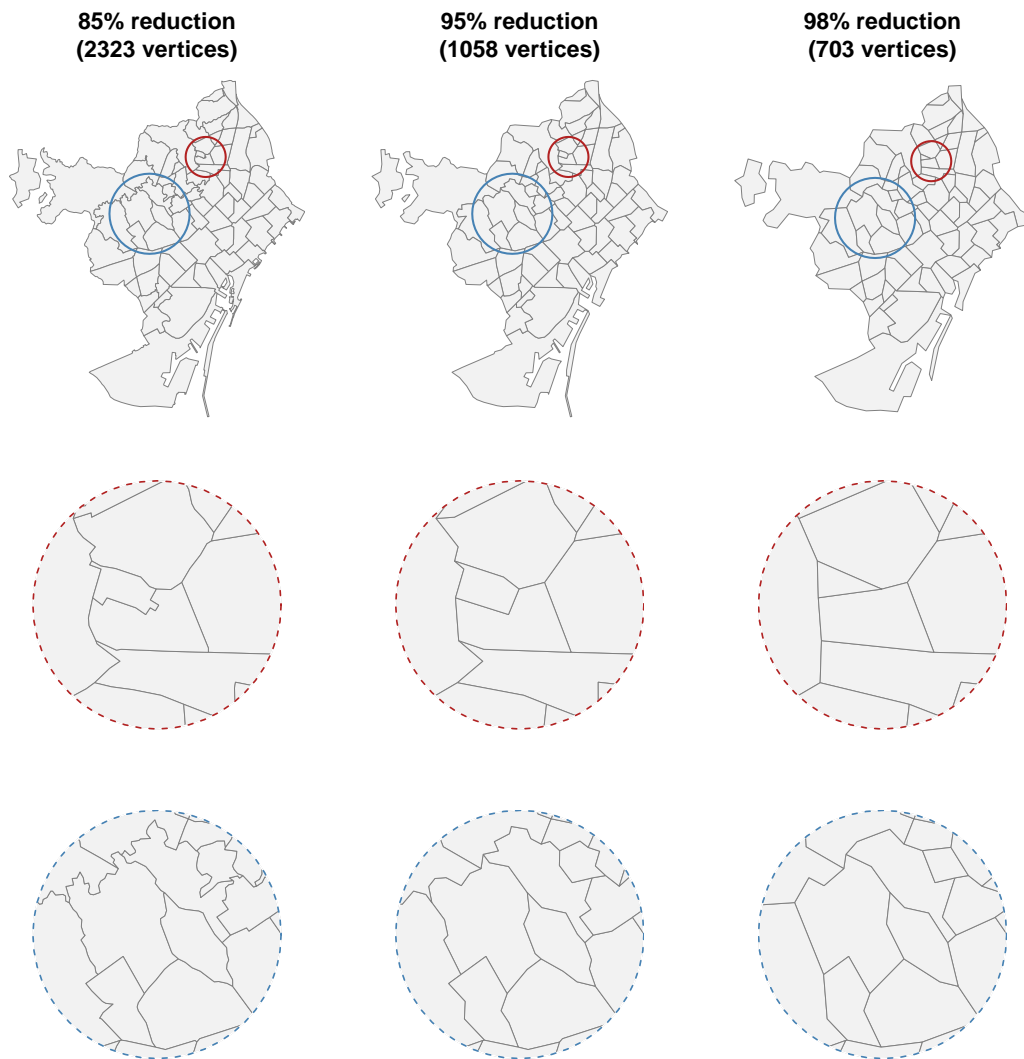 85% reduction
(2323 vertices)
95% reduction
(1058 vertices)
98% reduction
(703 vertices)